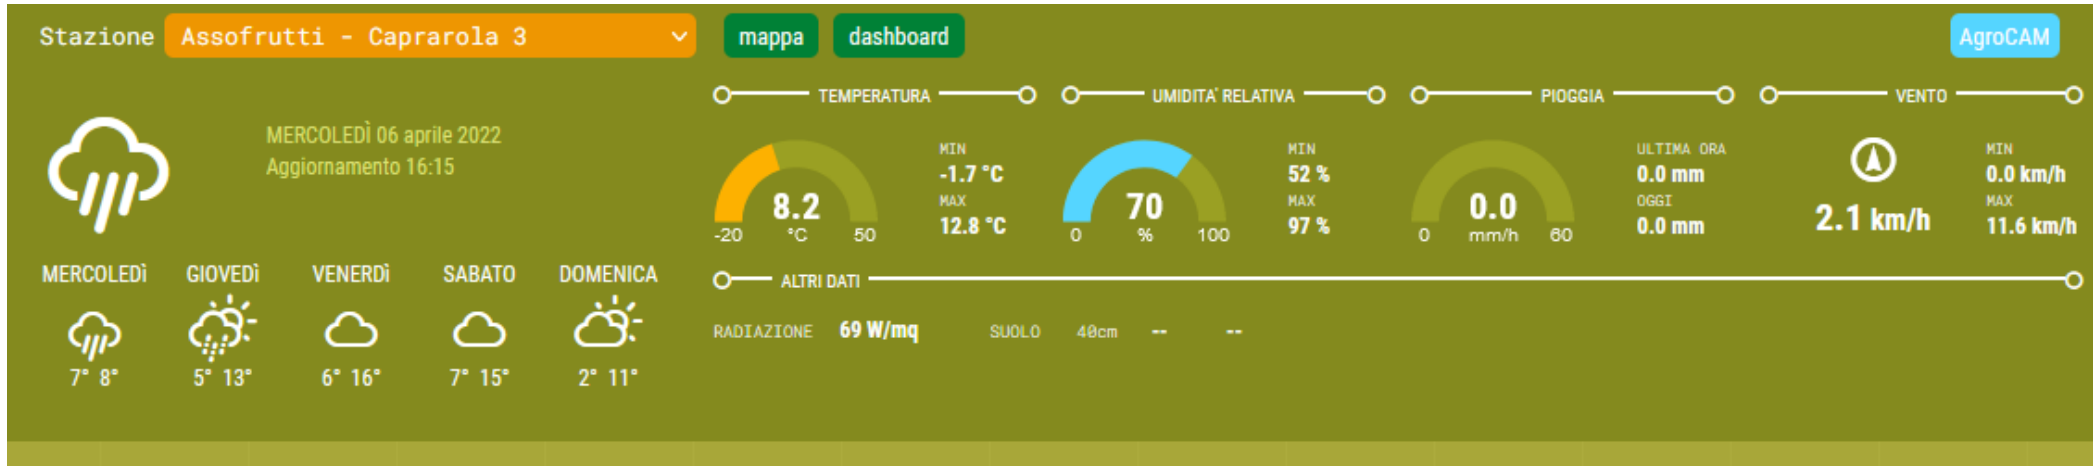 Stazione Assofrutti - Caprarola 3 mappa dashboard AgroCAM
MERCOLEDÌ 06 aprile 2022
Aggiornamento 16:15
MERCOLEDÌ GIOVEDÌ VENERDÌ SABATO DOMENICA
7° 8° 5° 13° 6° 16° 7° 15° 2° 11°
TEMPERATURA
8.2
°C
-20 50
MIN
-1.7 °C
MAX
12.8 °C
UMIDITA' RELATIVA
70
%
0 100
MIN
52 %
MAX
97 %
PIOGGIA
0.0
mm/h
0 60
ULTIMA ORA
0.0 mm
OGGI
0.0 mm
VENTO
2.1 km/h
MIN
0.0 km/h
MAX
11.6 km/h
ALTRI DATI
RADIAZIONE 69 W/mq SUOLO 40cm -- --